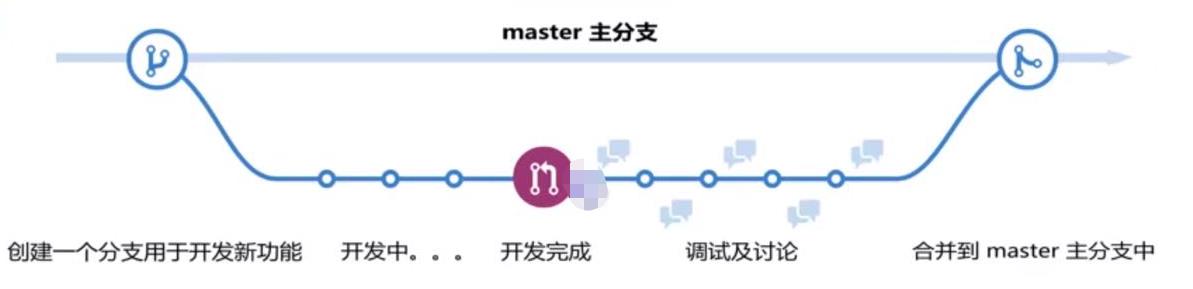 master 主分支
创建一个分支用于开发新功能
开发中。。。
开发完成
调试及讨论
合并到 master 主分支中